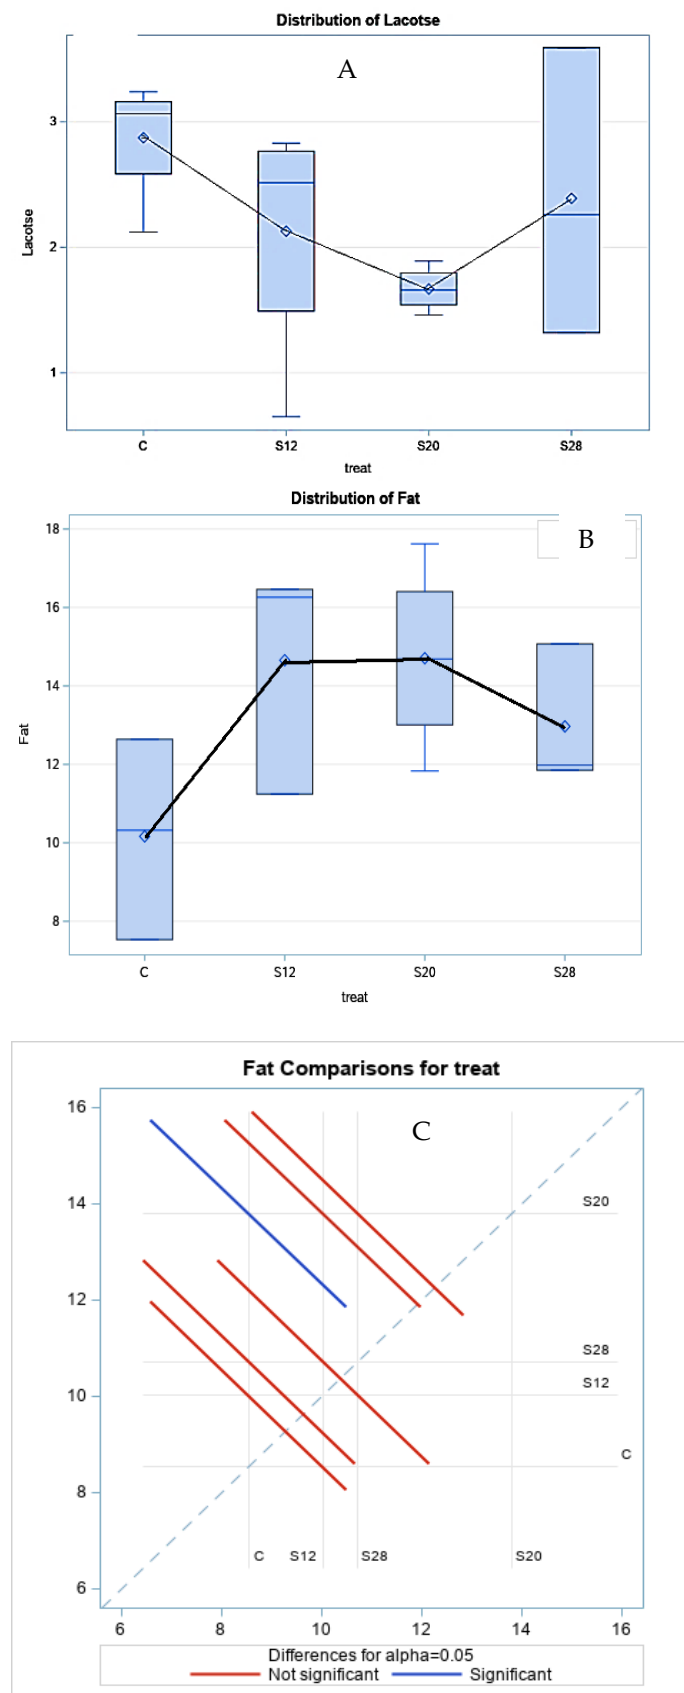 Distribution of Lacotse
A
3
2
1
Lacotse
C S12 S20 S28
treat
Distribution of Fat
B
18
16
14
12
10
8
Fat
C S12 S20 S28
treat
Fat Comparisons for treat
C
16
14
12
10
8
6
S20
S28
S12
C
C S12 S28 S20
6 8 10 12 14 16
Differences for alpha=0.05
Not significant Significant